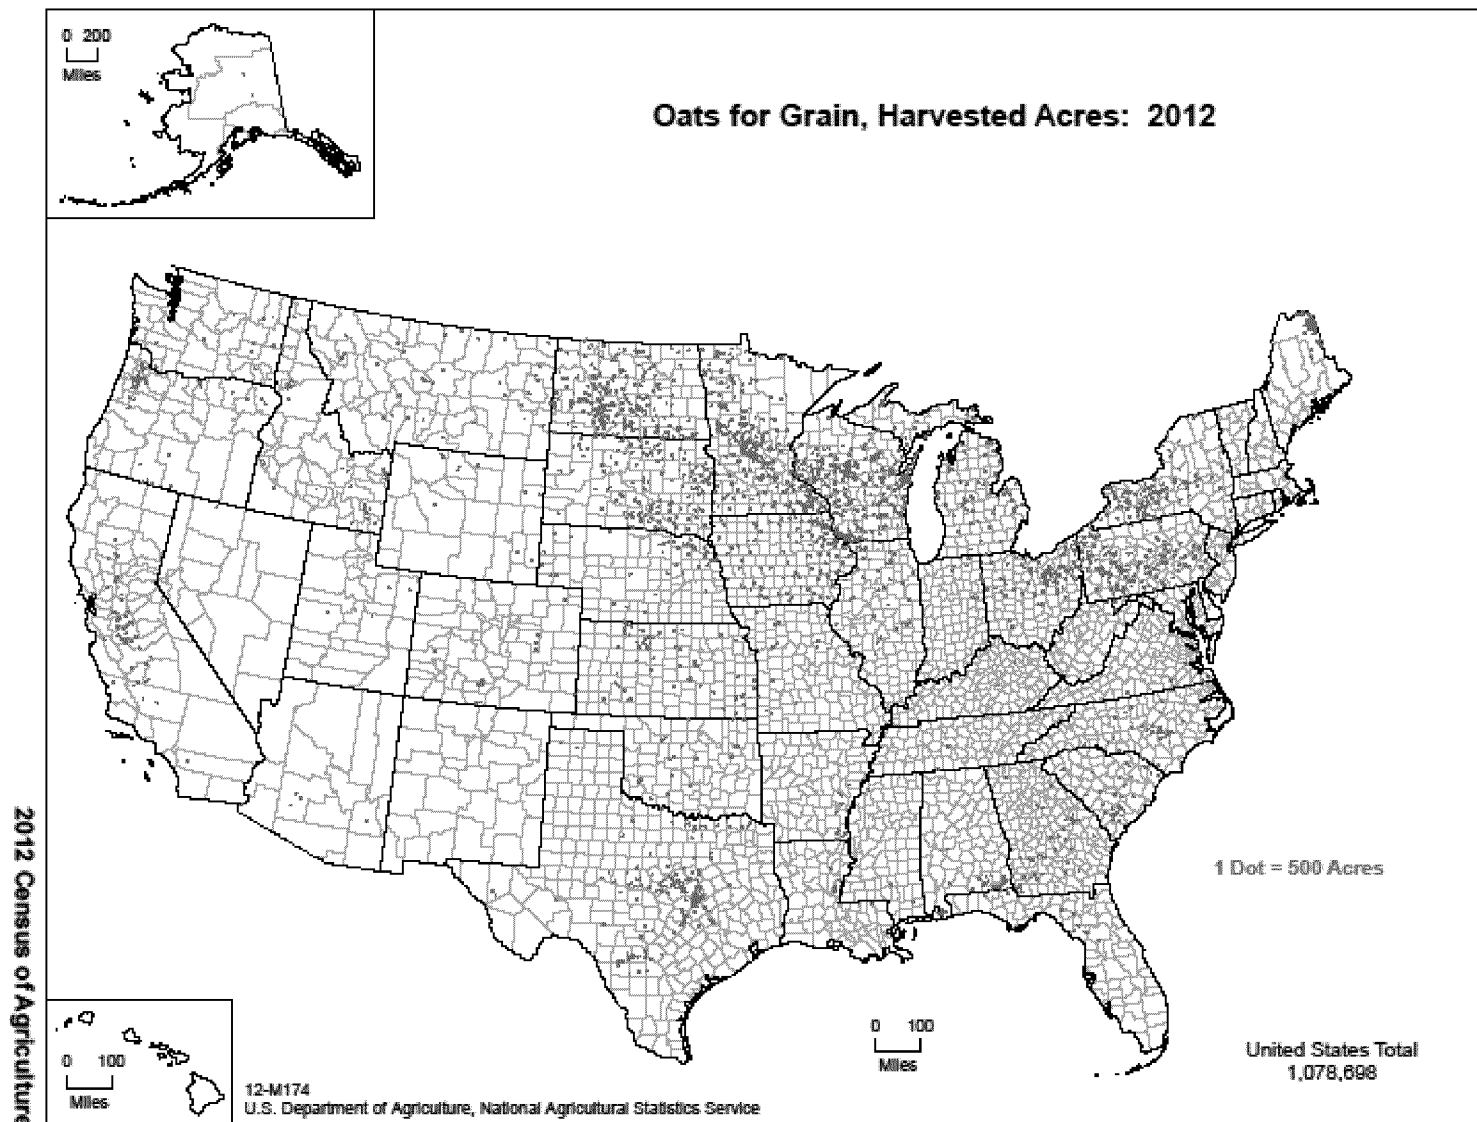 0 200
Miles
Oats for Grain, Harvested Acres: 2012
1 Dot = 500 Acres
2012 Census of Agriculture
0 100
Miles
0 100
Miles
United States Total
1,078,698
12-M174
U.S. Department of Agriculture, National Agricultural Statistics Service